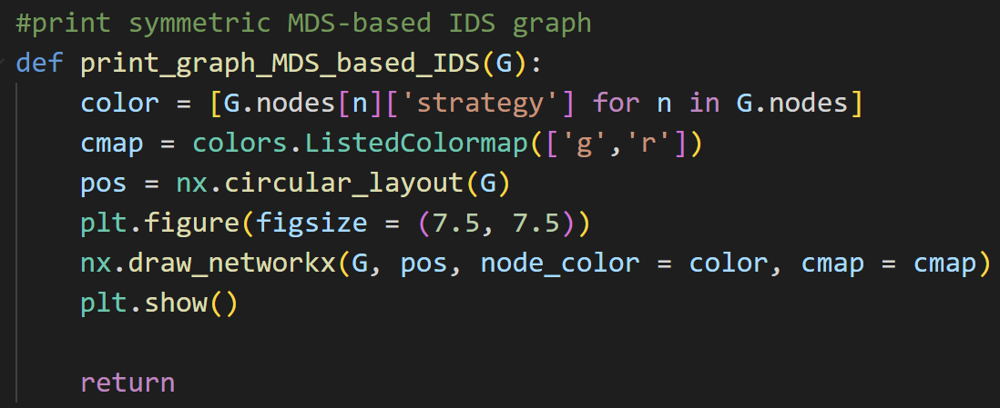 #print symmetric MDS-based IDS graph
def print_graph_MDS_based_IDS(G):
    color = [G.nodes[n]['strategy'] for n in G.nodes]
    cmap = colors.ListedColormap(['g','r'])
    pos = nx.circular_layout(G)
    plt.figure(figsize = (7.5, 7.5))
    nx.draw_networkx(G, pos, node_color = color, cmap = cmap)
    plt.show()

    return